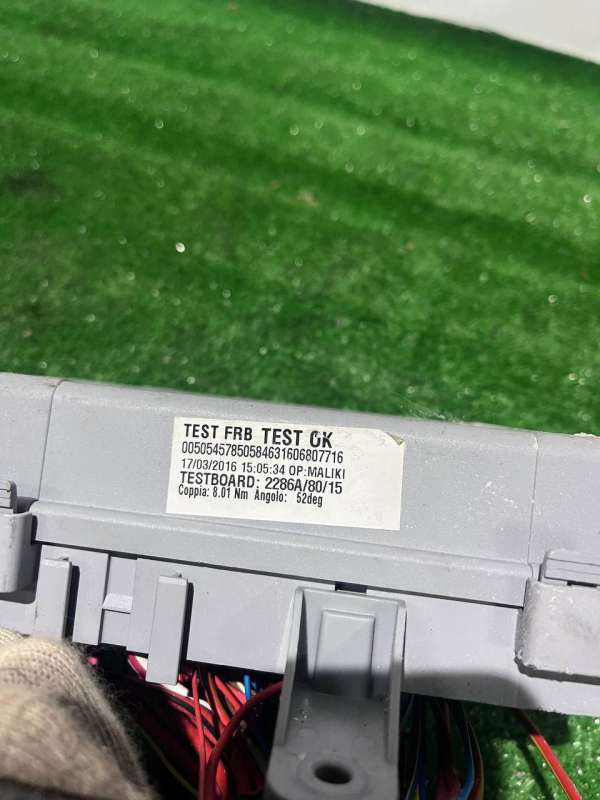 TEST FRB TEST OK
00505457850584631606807716
17/03/2016 15:05:34 OP:MALIKI
TESTBOARD: 2286A/80/15
Coppia: 8.01 Nm Angolo: 52deg